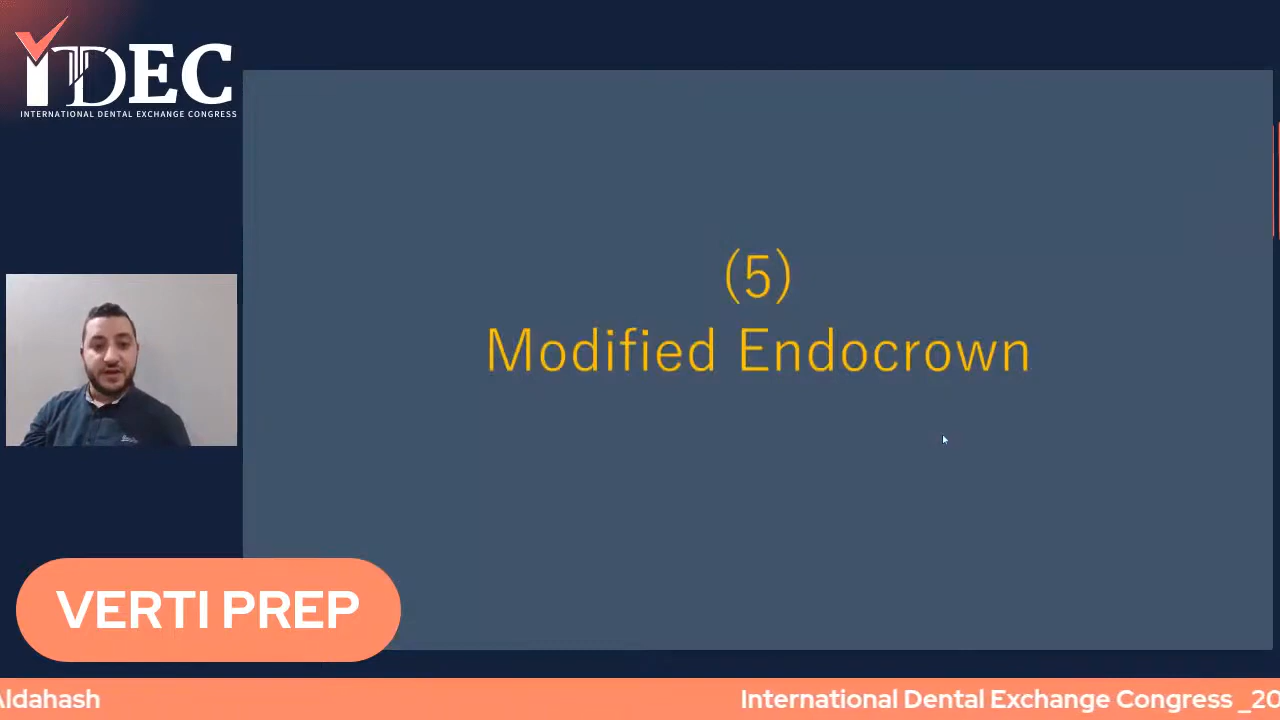 IDEC
INTERNATIONAL DENTAL EXCHANGE CONGRESS
(5)
Modified Endocrown
VERTI PREP
Aldahash
International Dental Exchange Congress _20